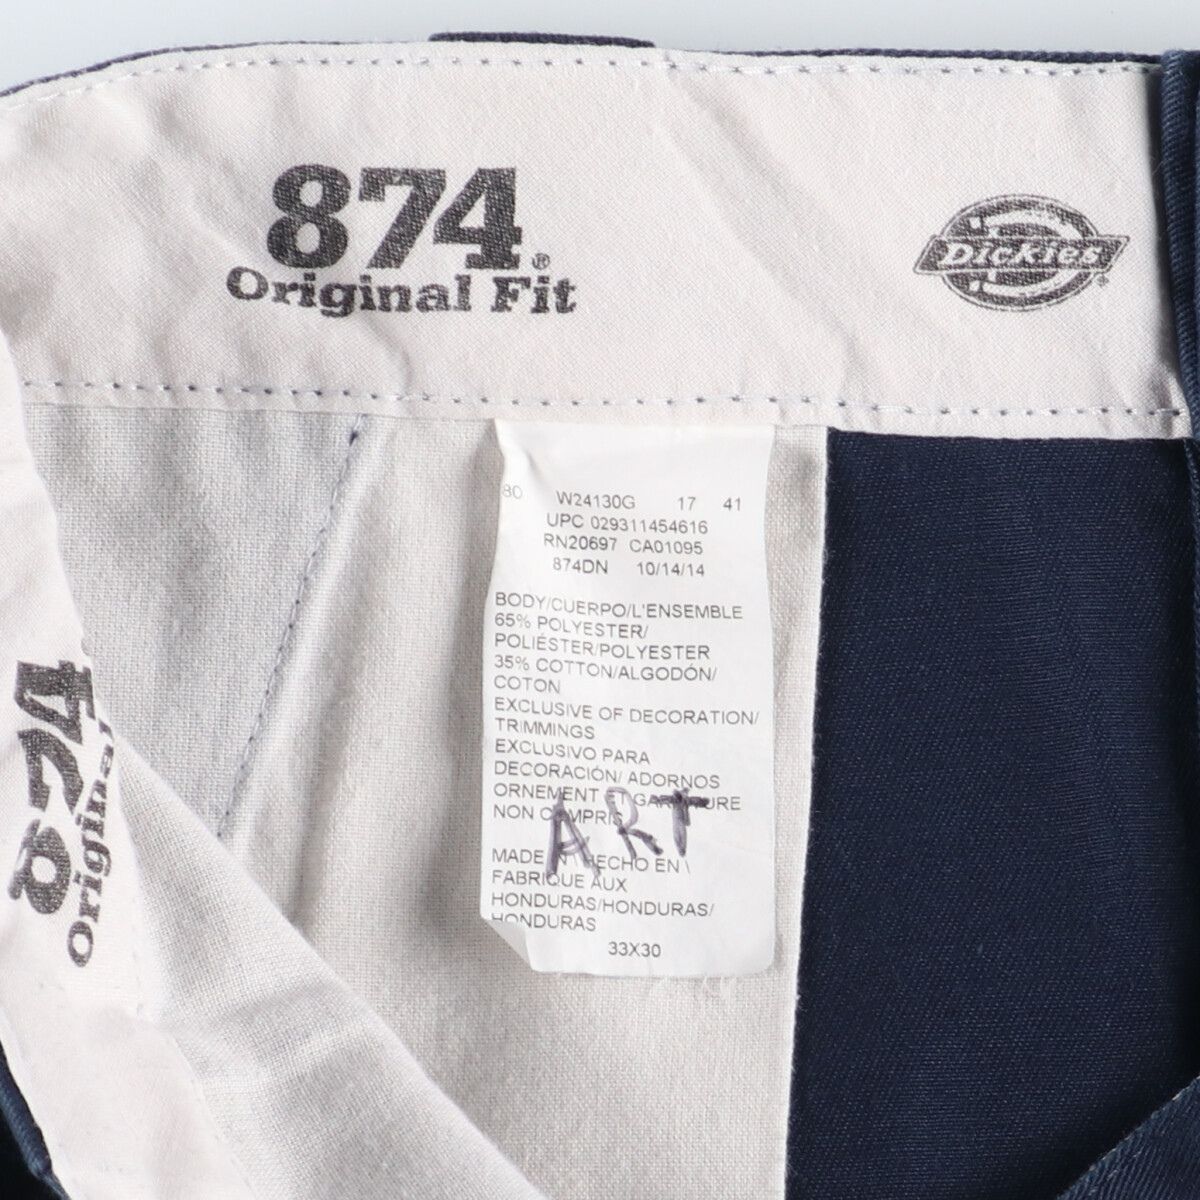 874®
Original Fit
Dickies®
80 W24130G 17 41
UPC 029311454616
RN20697 CA01095
874DN 10/14/14
BODY/CUERPO/L'ENSEMBLE
65% POLYESTER/
POLIÉSTER/POLYESTER
35% COTTON/ALGODÓN/
COTON
EXCLUSIVE OF DECORATION/
TRIMMINGS
EXCLUSIVO PARA
DECORACIÓN/ ADORNOS
ORNEMENT ET GARNITURE
NON COMPRIS
ART
MADE IN \ HECHO EN \
FABRIQUE AUX
HONDURAS/HONDURAS/
HONDURAS
33X30
874
Original